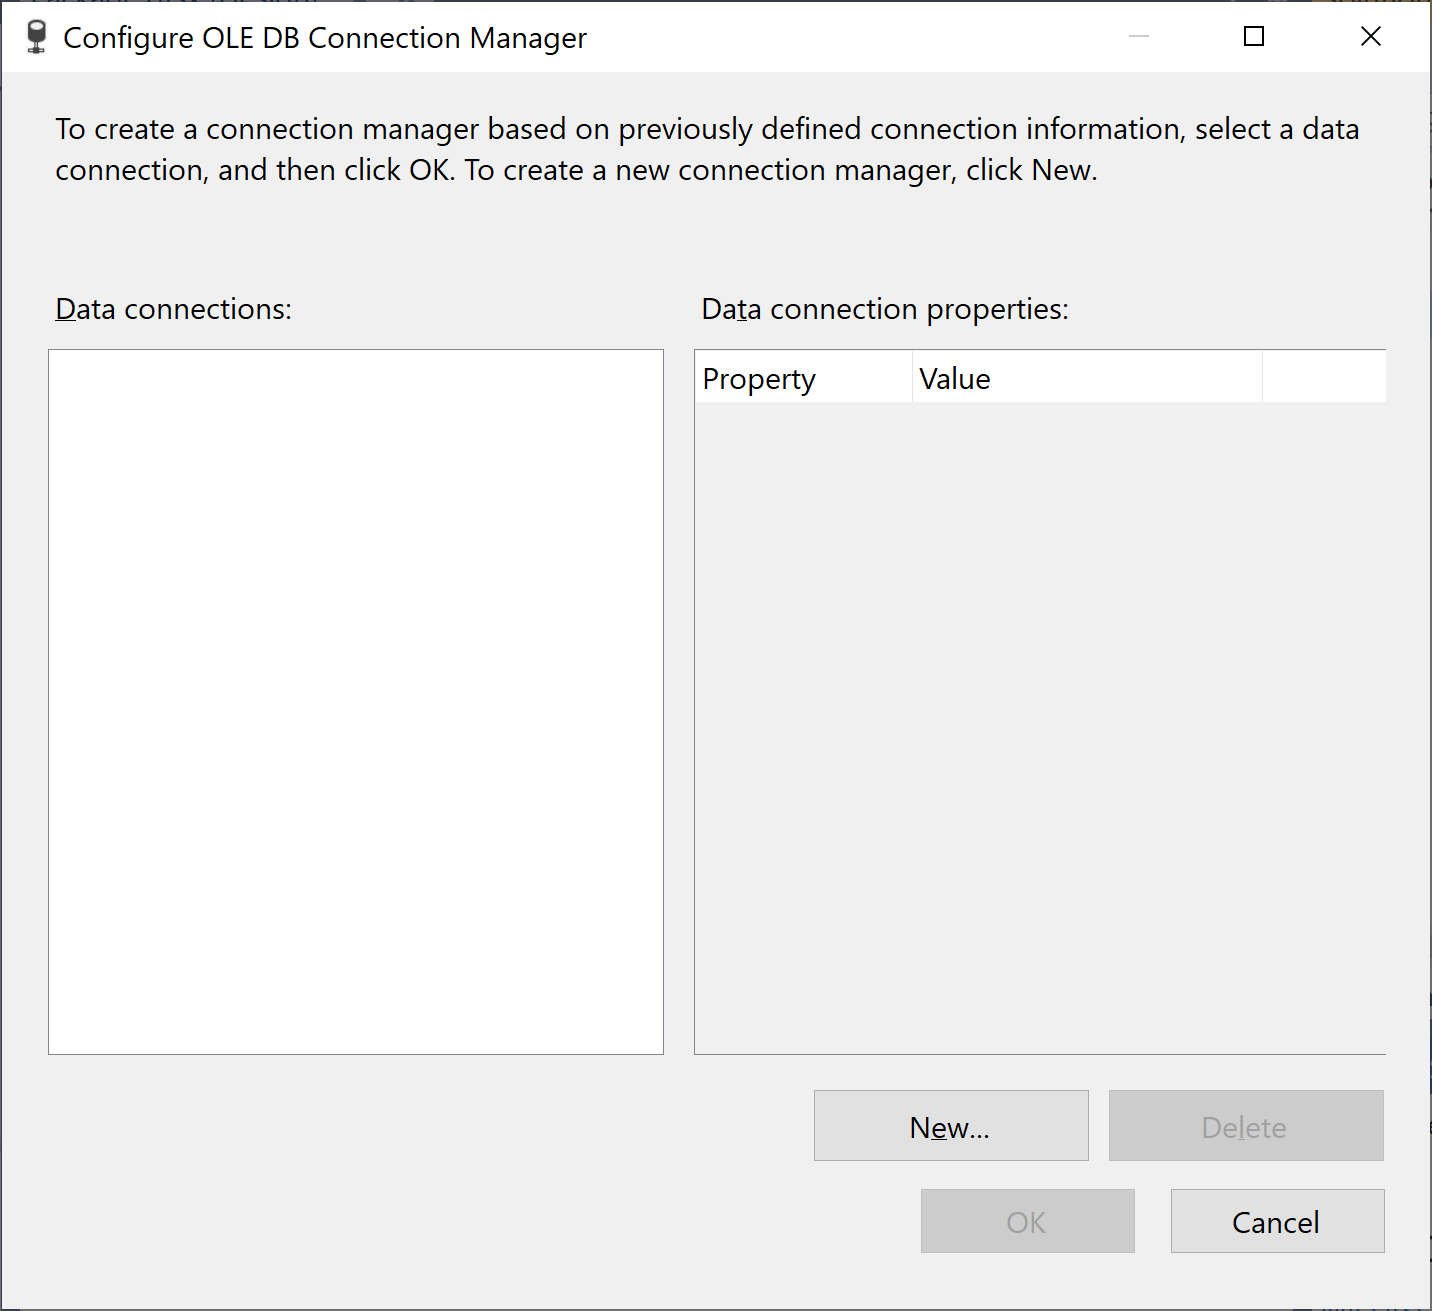 Configure OLE DB Connection Manager
To create a connection manager based on previously defined connection information, select a data
connection, and then click OK. To create a new connection manager, click New.
Data connections:
Data connection properties:
Property
Value
New...
Delete
OK
Cancel